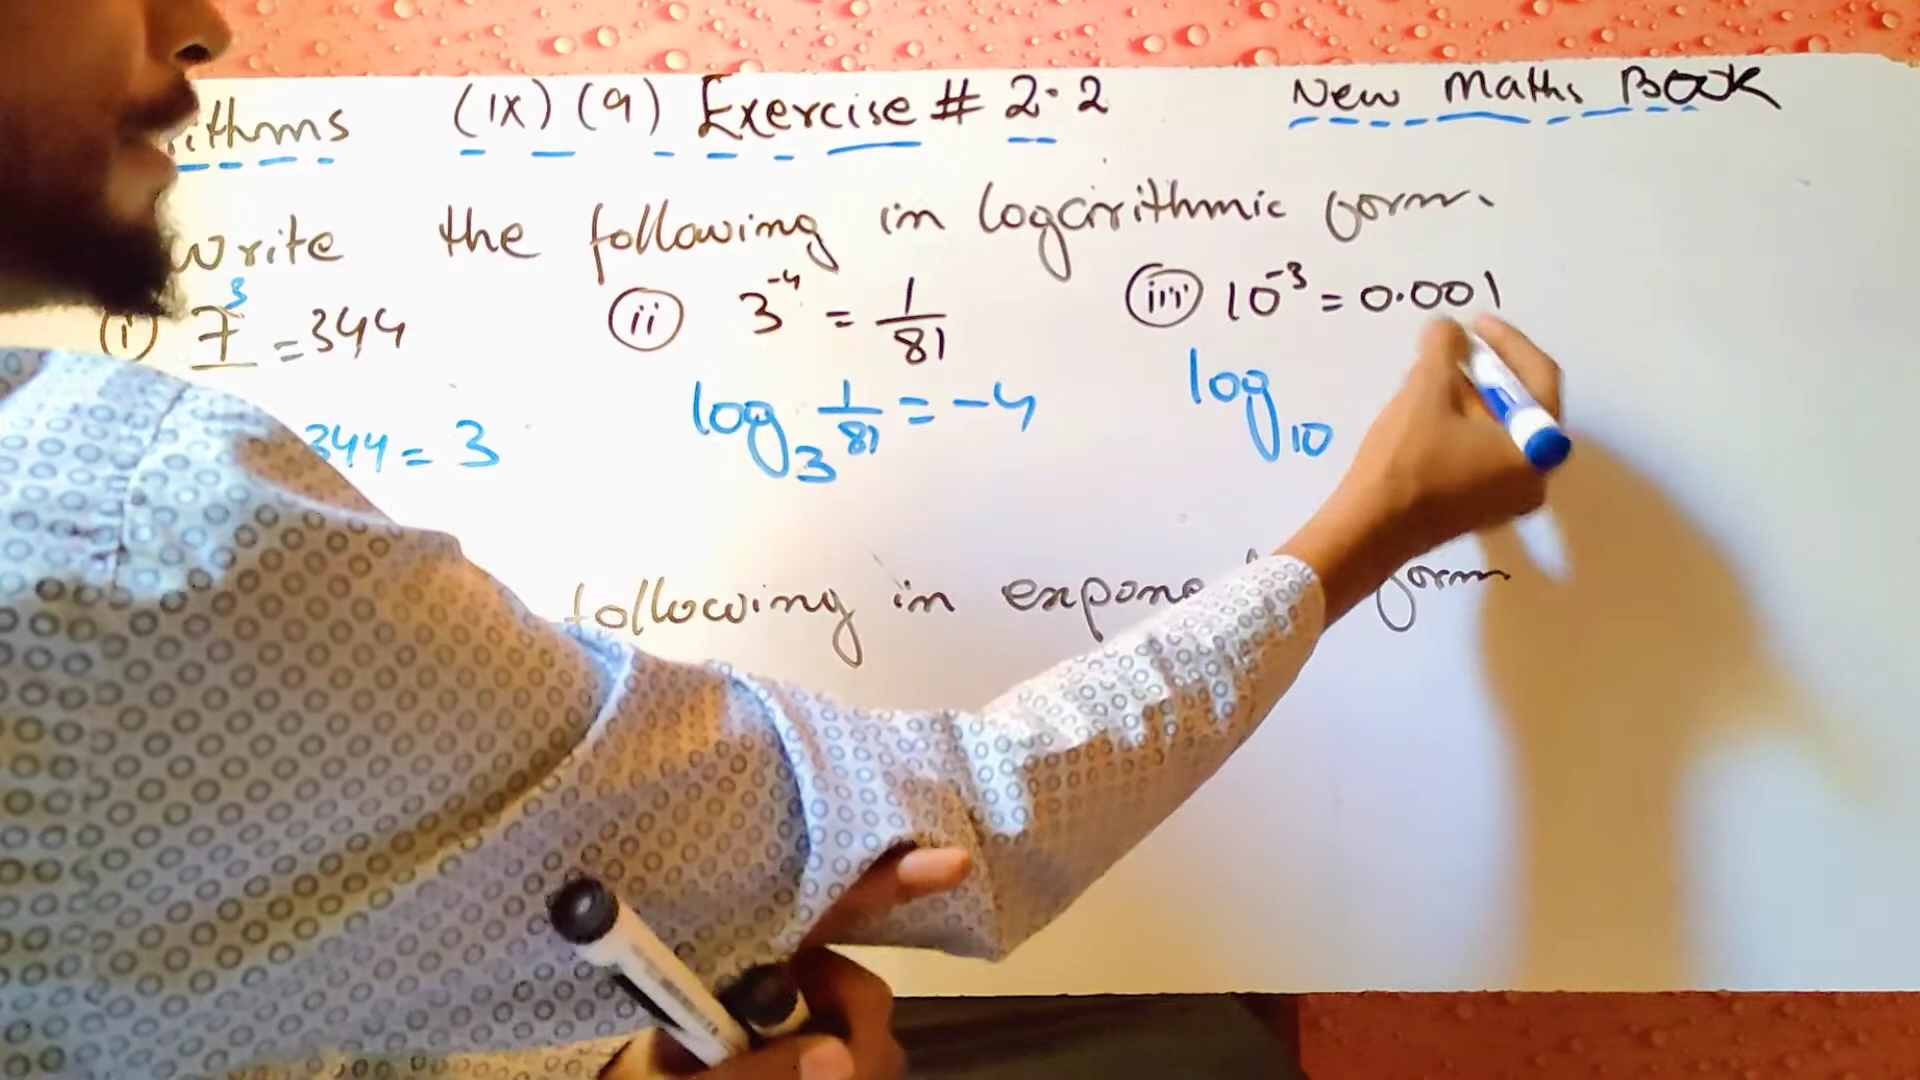 ithms (IX) (9) Exercise # 2.2 New Maths Book
Write the following in logarithmic form.
(i) 7³ = 344 (ii) 3⁻⁴ = 1/81 (iii) 10⁻³ = 0.001
344 = 3 log₃ 1/81 = -4 log₁₀
following in expone form